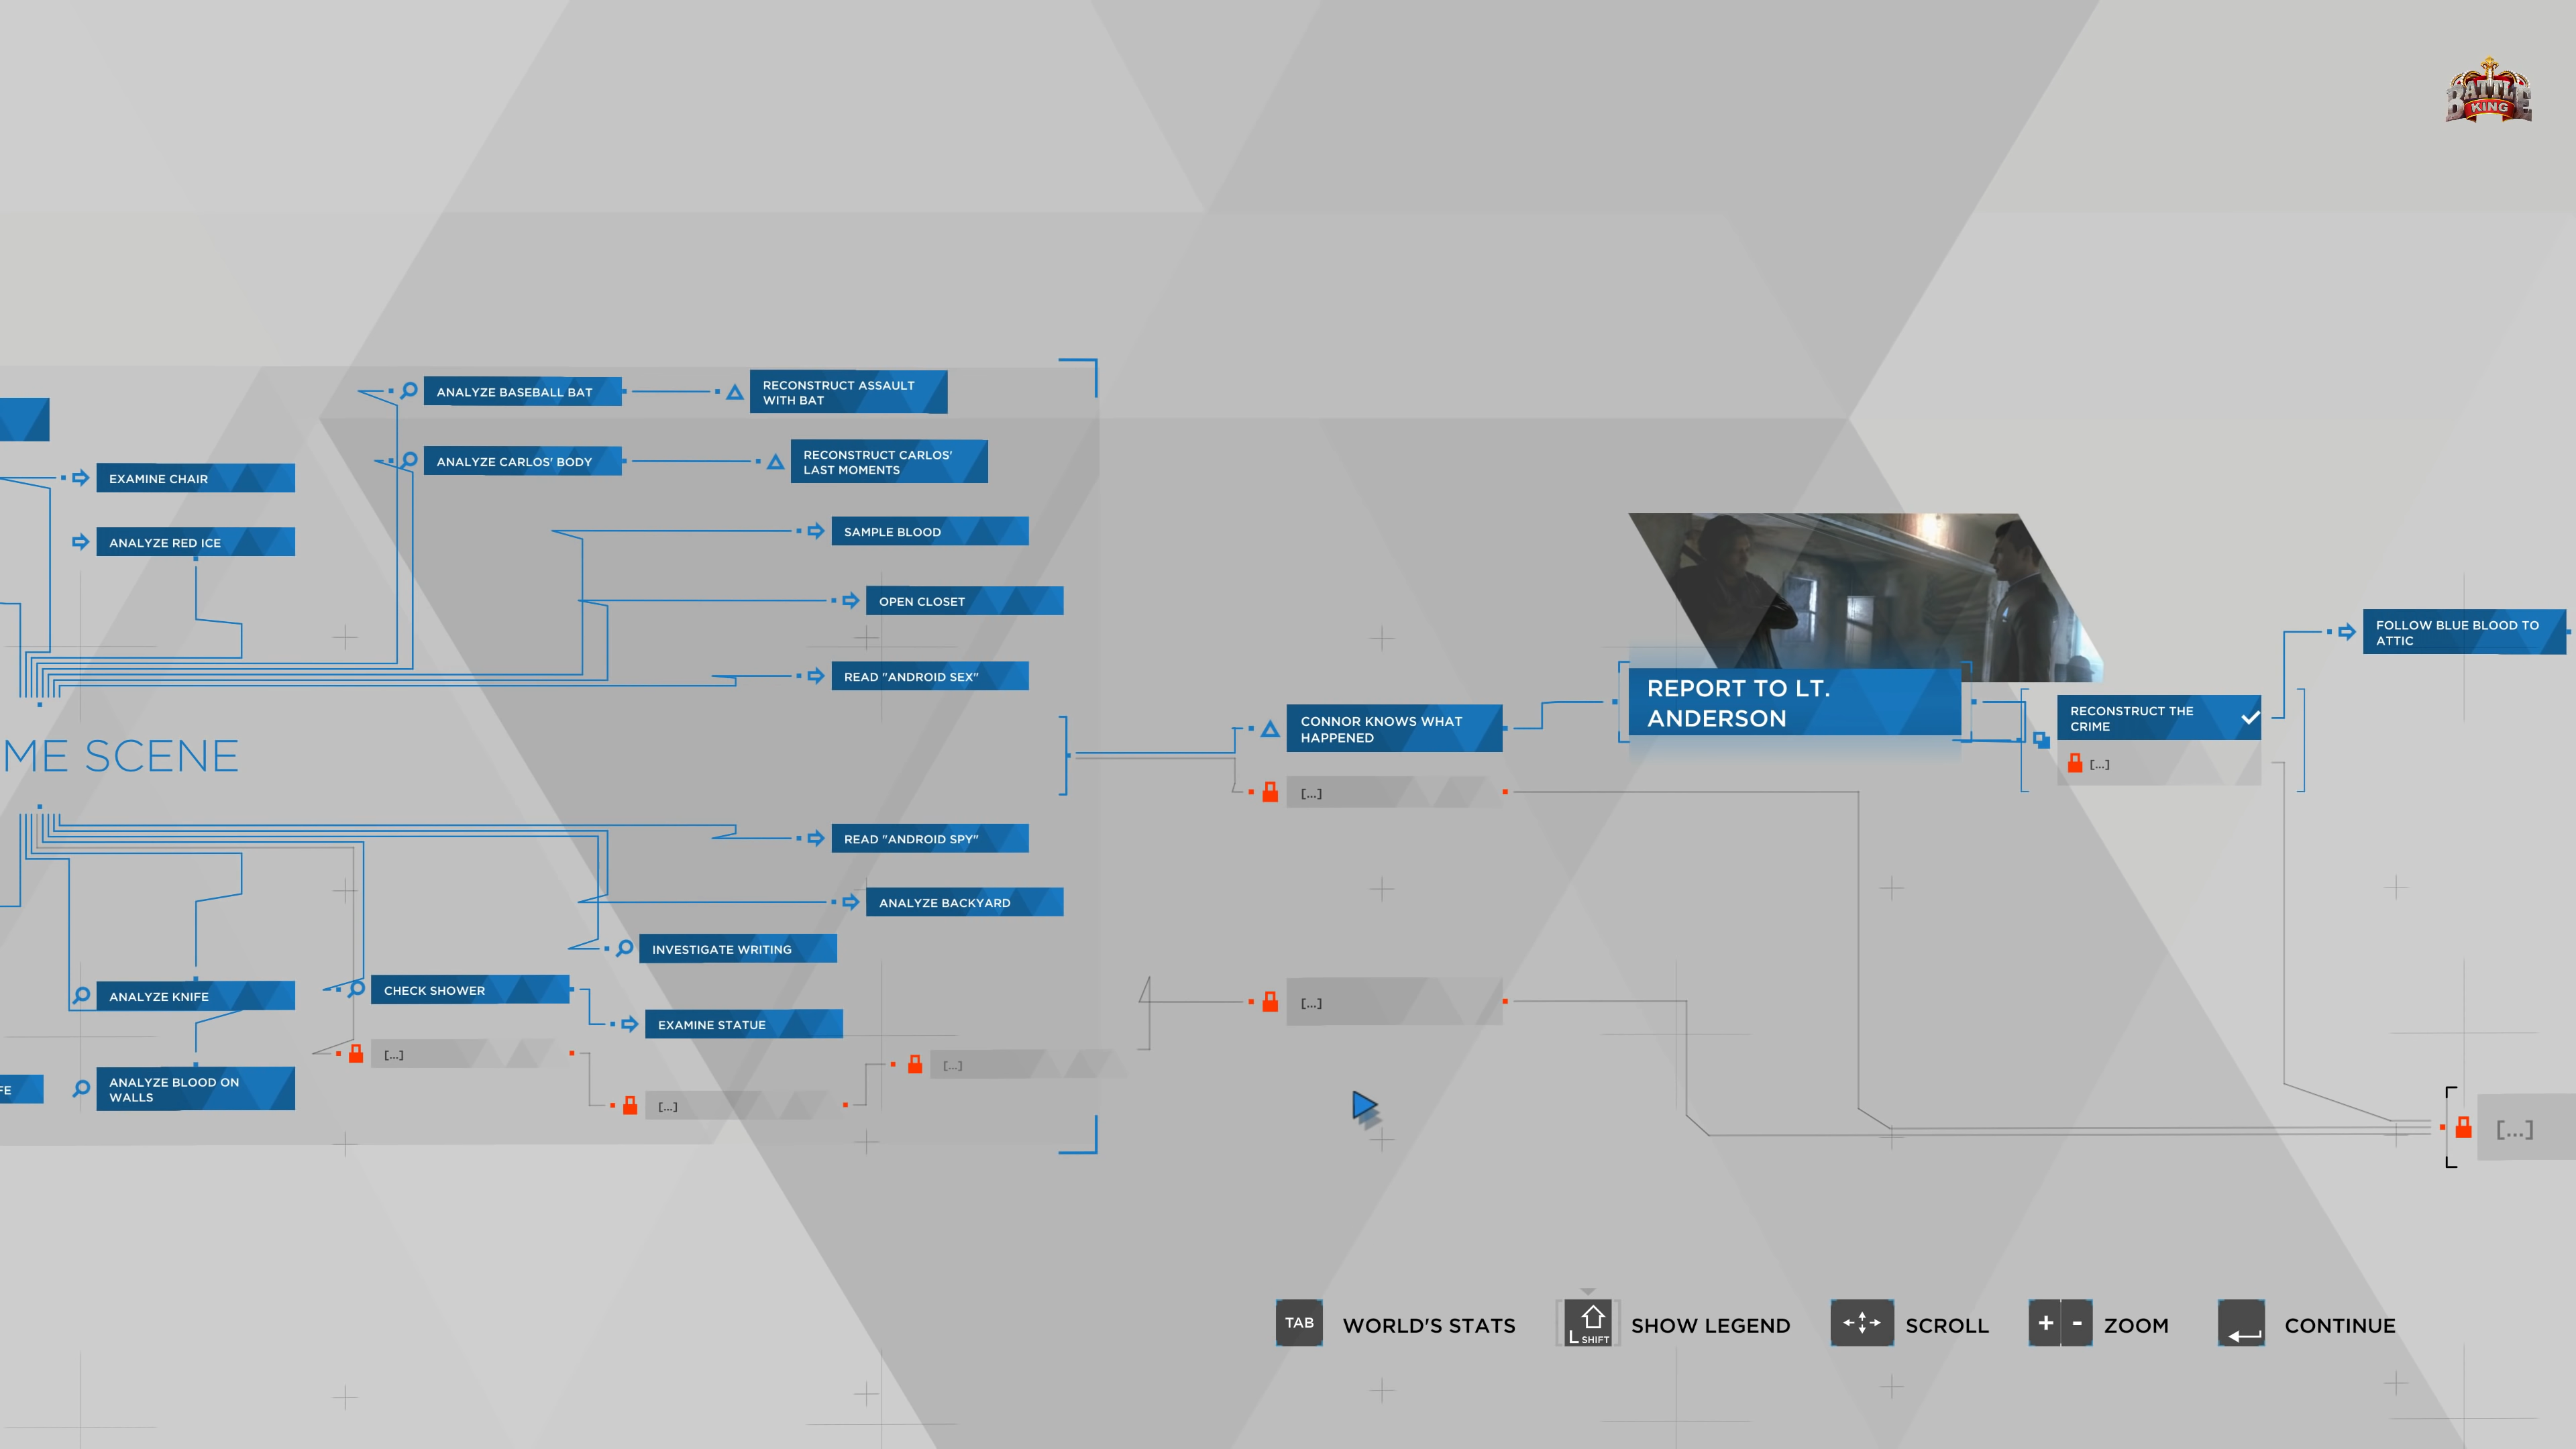 BATTLE
KING
ANALYZE BASEBALL BAT
RECONSTRUCT ASSAULT
WITH BAT
ANALYZE CARLOS' BODY
RECONSTRUCT CARLOS'
LAST MOMENTS
EXAMINE CHAIR
ANALYZE RED ICE
SAMPLE BLOOD
OPEN CLOSET
READ "ANDROID SEX"
ME SCENE
READ "ANDROID SPY"
ANALYZE BACKYARD
INVESTIGATE WRITING
ANALYZE KNIFE
CHECK SHOWER
EXAMINE STATUE
[...]
[...]
[...]
FE
ANALYZE BLOOD ON
WALLS
CONNOR KNOWS WHAT
HAPPENED
[...]
[...]
REPORT TO LT.
ANDERSON
RECONSTRUCT THE
CRIME
[...]
FOLLOW BLUE BLOOD TO
ATTIC
[...]
TAB WORLD'S STATS
L SHIFT SHOW LEGEND
SCROLL
+ - ZOOM
CONTINUE